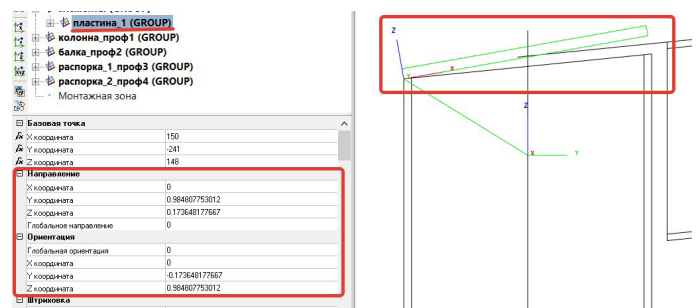 пластина_1 (GROUP)
колонна_проф1 (GROUP)
балка_проф2 (GROUP)
распорка_1_проф3 (GROUP)
распорка_2_проф4 (GROUP)
Монтажная зона
Базовая точка
X координата 150
Y координата -241
Z координата 148
Направление
X координата 0
Y координата 0.984807753012
Z координата 0.173648177667
Глобальное направление 0
Ориентация
Глобальная ориентация 0
X координата 0
Y координата -0.173648177667
Z координата 0.984807753012
Штриховка
Z
X
Y
Z
X
Y